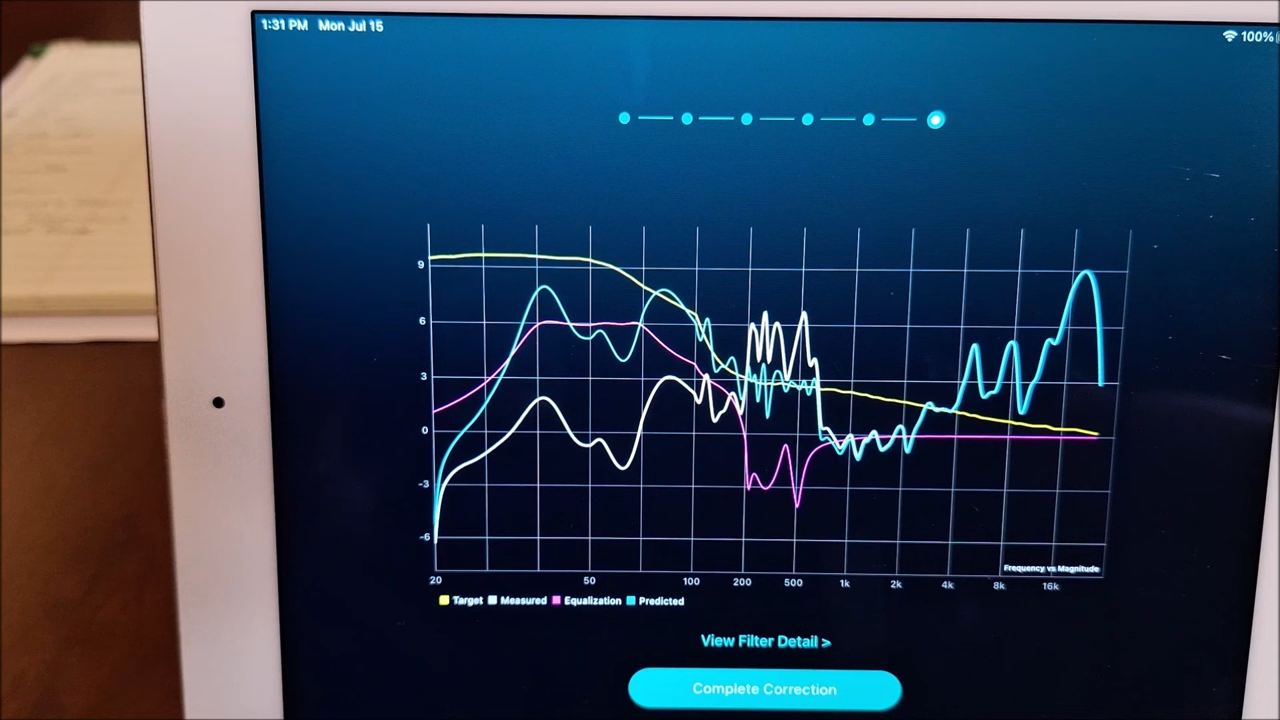 1:31 PM Mon Jul 15
100%
9
6
3
0
-3
-6
Frequency vs Magnitude
20 50 100 200 500 1k 2k 4k 8k 16k
Target Measured Equalization Predicted
View Filter Detail >
Complete Correction